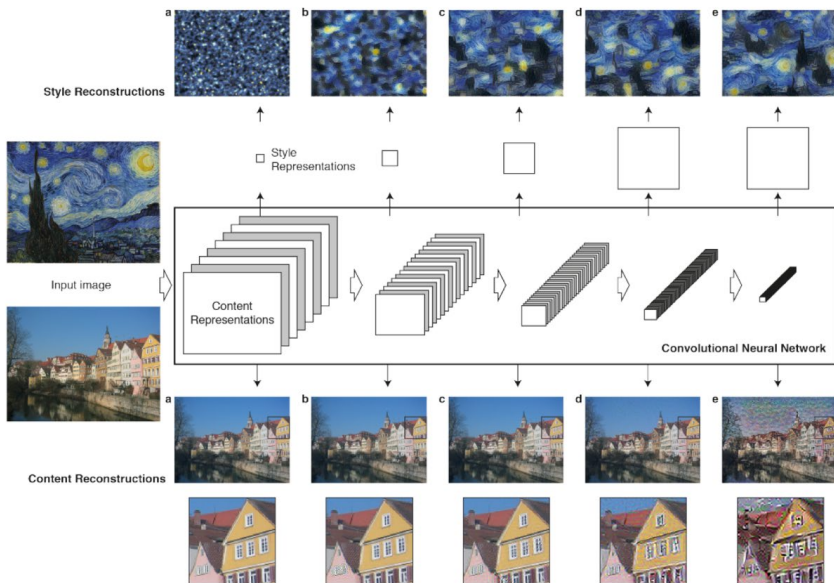 a b c d e
Style Reconstructions
Style
Representations
Input image
Content
Representations
Convolutional Neural Network
a b c d e
Content Reconstructions